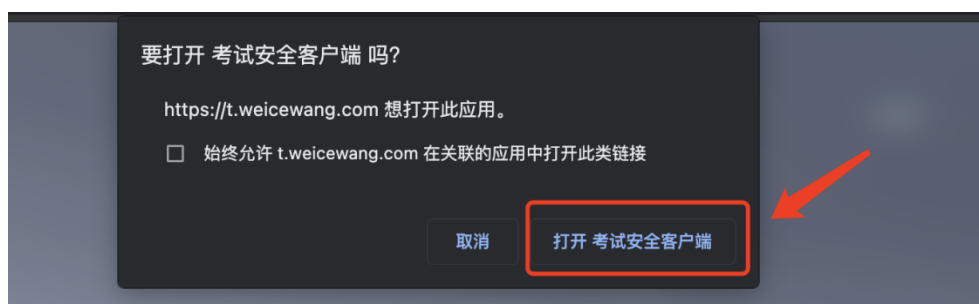 要打开 考试安全客户端 吗?
https://t.weicewang.com 想打开此应用。
始终允许 t.weicewang.com 在关联的应用中打开此类链接
取消 打开 考试安全客户端